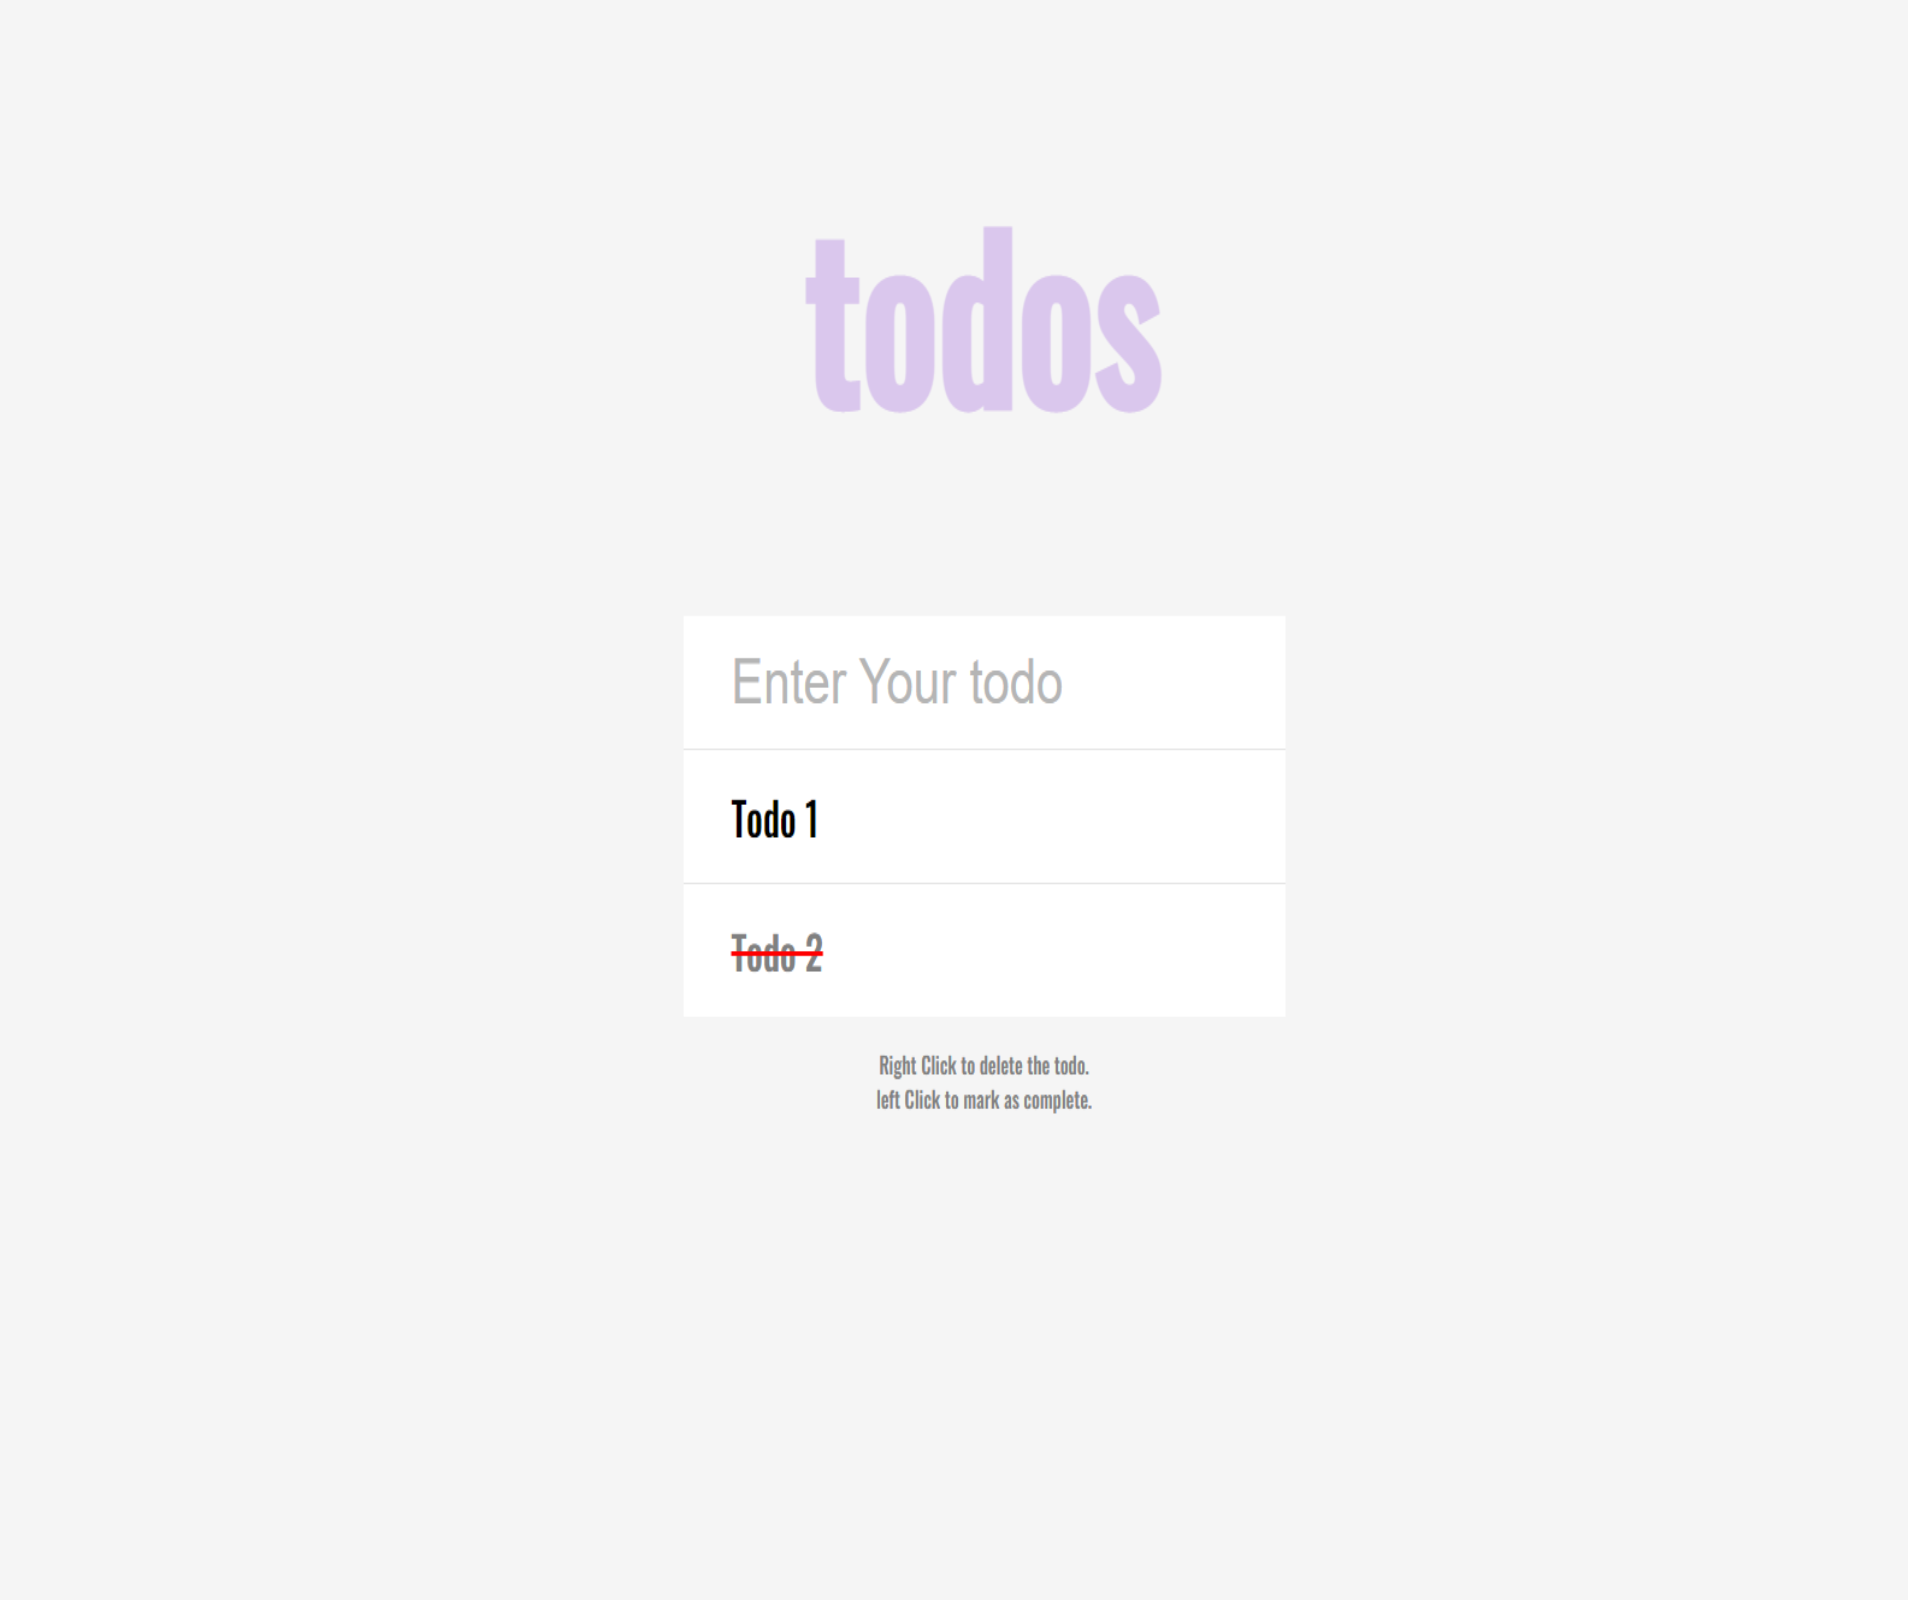 todos
Enter Your todo
Todo 1
Todo 2
Right Click to delete the todo.
left Click to mark as complete.